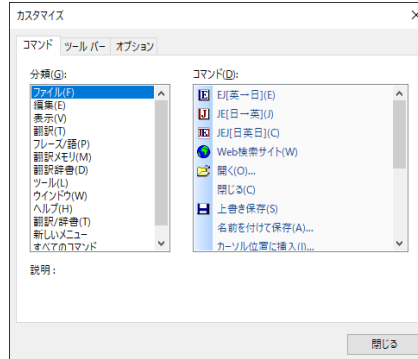 カスタマイズ
コマンド ツール バー オプション
分類(G):
ファイル(F)
編集(E)
表示(V)
翻訳(T)
フレーズ/語(P)
翻訳メモリ(M)
翻訳辞書(D)
ツール(L)
ウインドウ(W)
ヘルプ(H)
翻訳/辞書(T)
新しいメニュー
すべてのコマンド
コマンド(D):
EJ[英→日](E)
JE[日→英](J)
JEJ[日英日](C)
Web検索サイト(W)
開く(O)...
閉じる(C)
上書き保存(S)
名前を付けて保存(A)...
カーソル位置に挿入(I)...
説明 :
閉じる